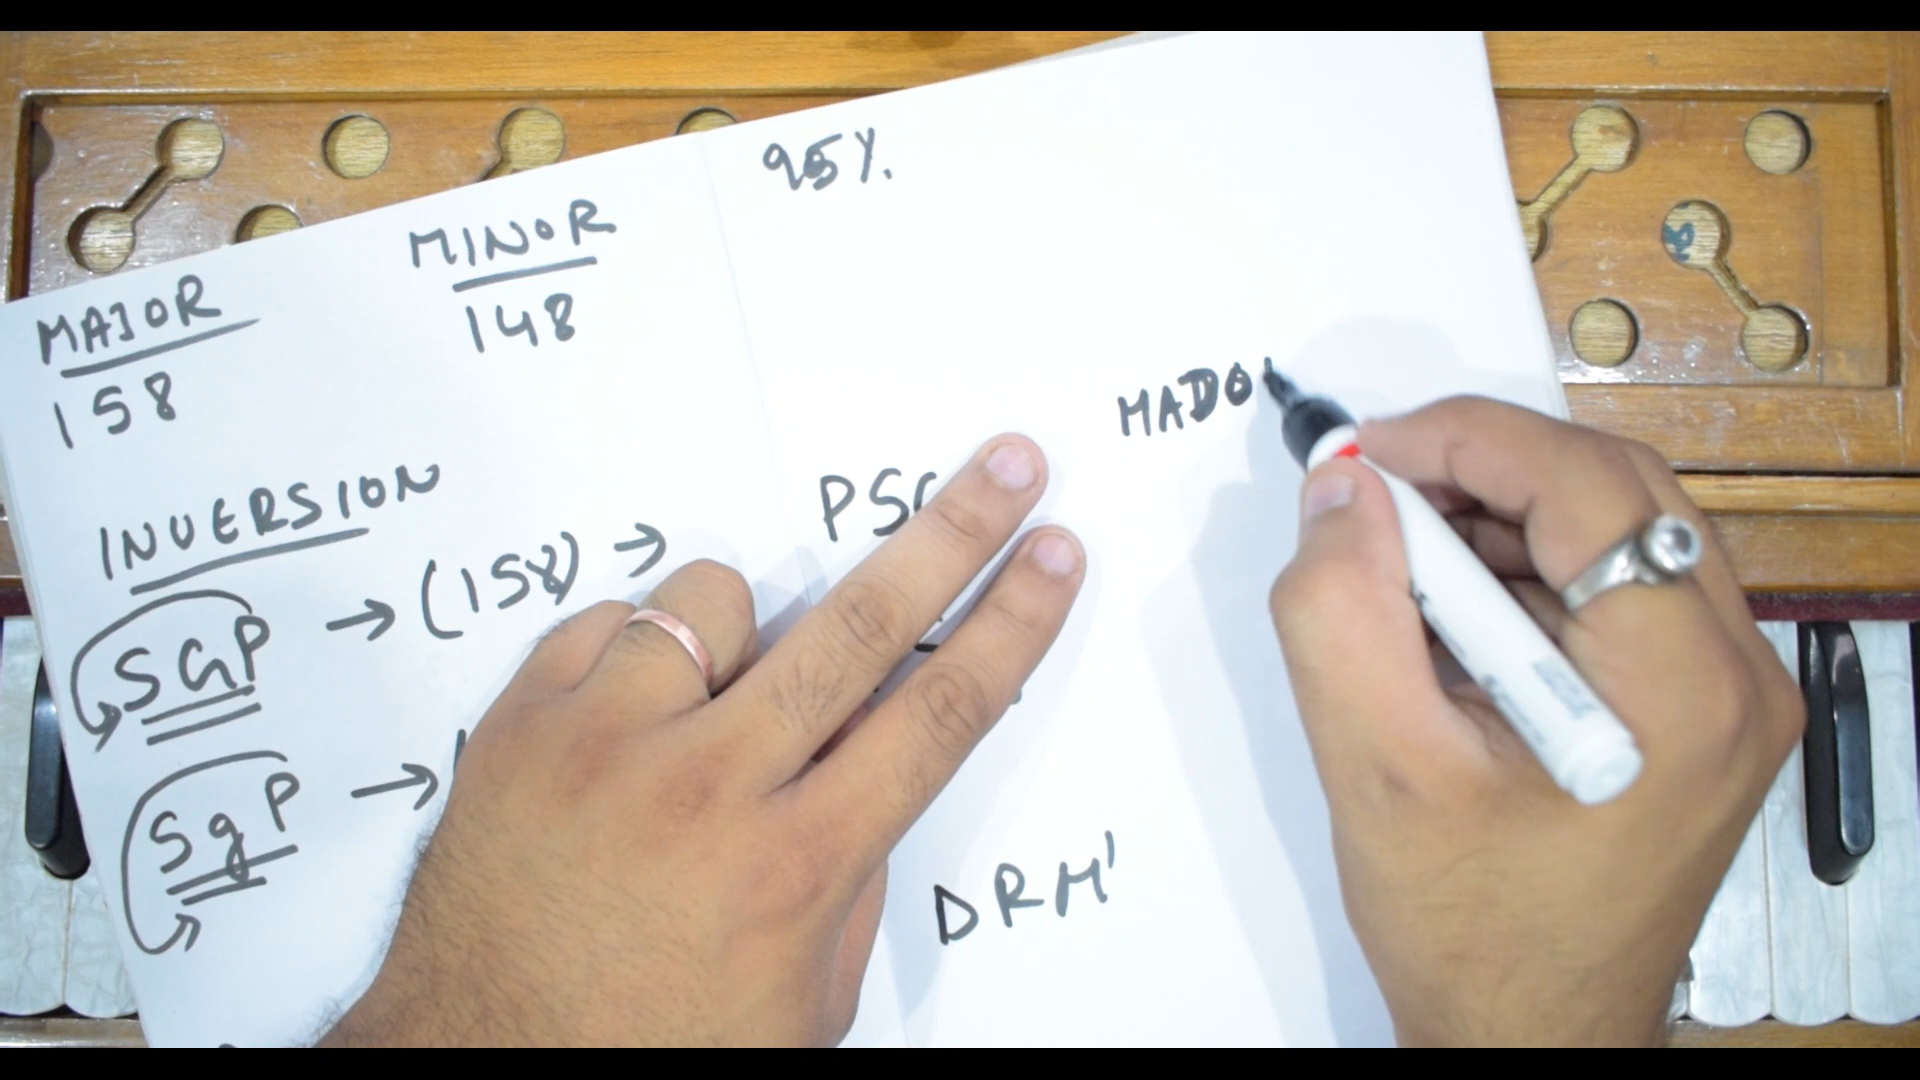 95%.
MINOR
148
MAJOR
158
MADO
INVERSION
SGP → (158) → PS
SgP →
DRM'